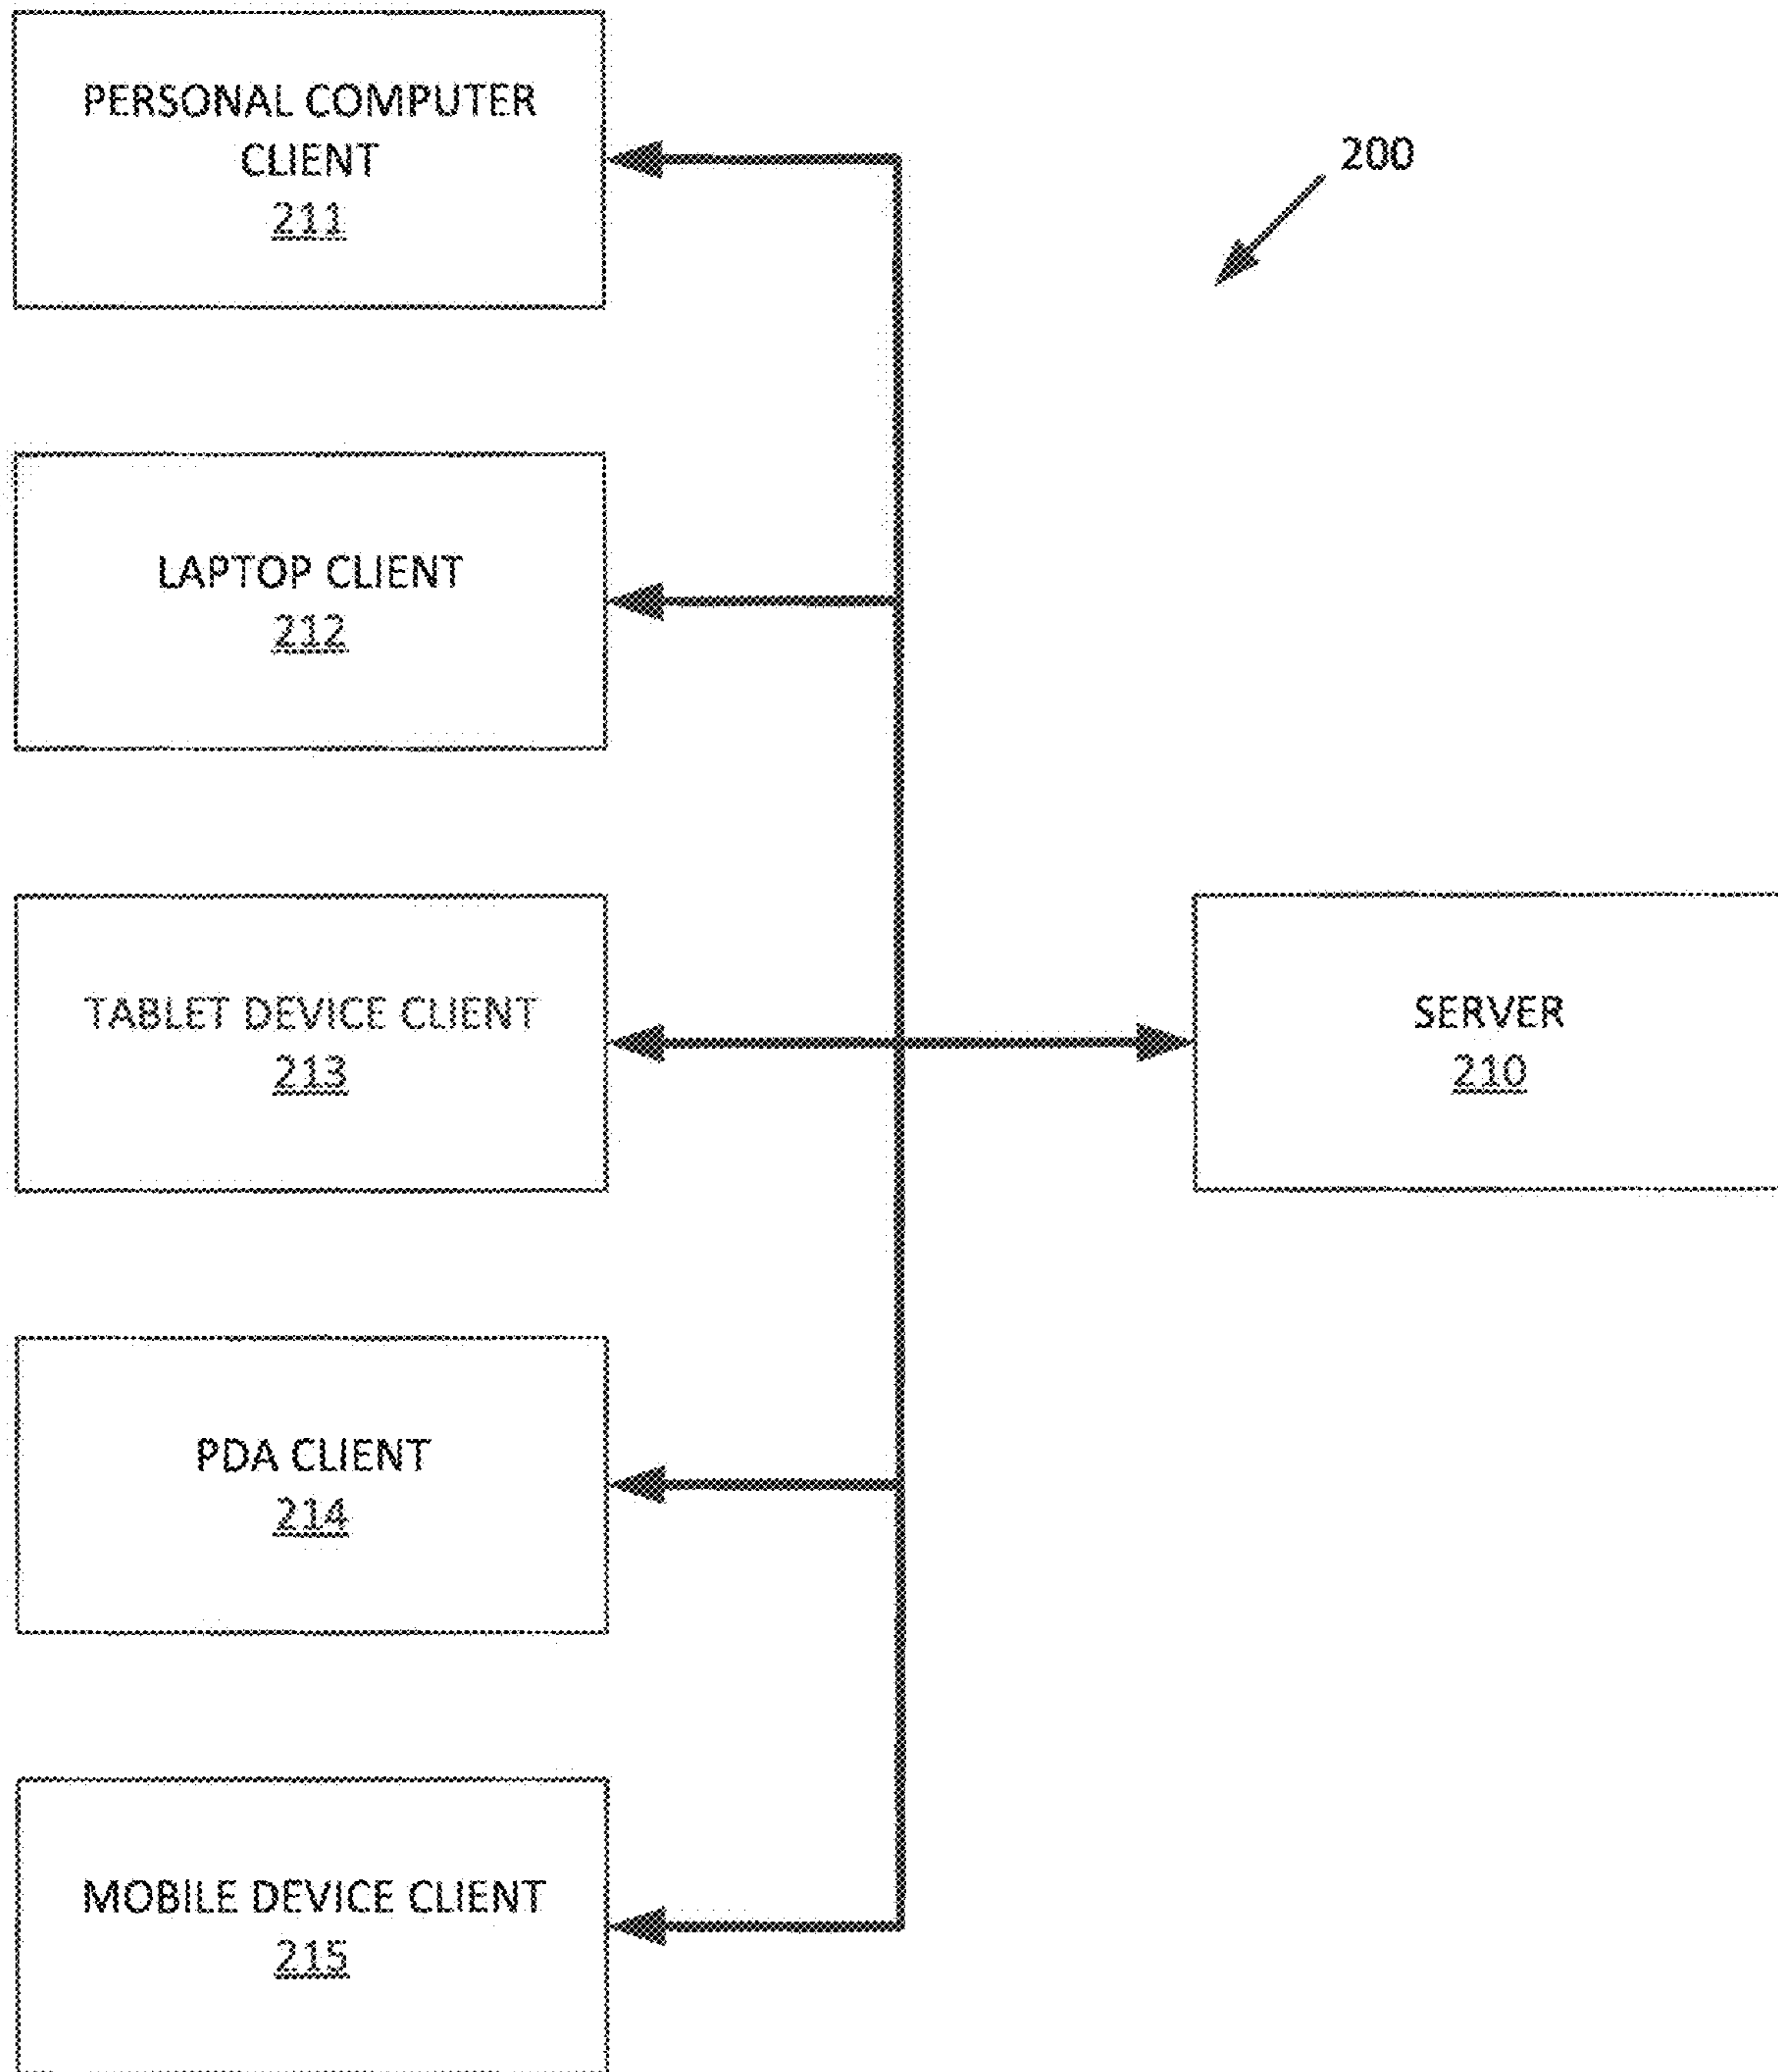 PERSONAL COMPUTER
CLIENT
211
200
LAPTOP CLIENT
212
TABLET DEVICE CLIENT
213
SERVER
210
PDA CLIENT
214
MOBILE DEVICE CLIENT
215